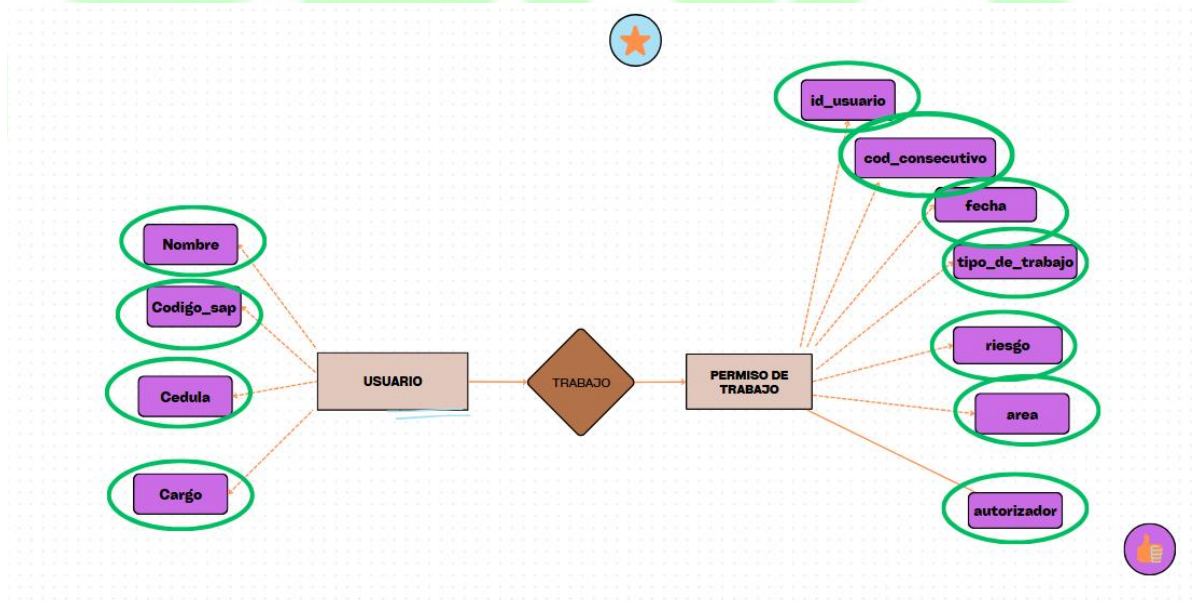 id_usuario
cod_consecutivo
fecha
Nombre
tipo_de_trabajo
Codigo_sap
riesgo
USUARIO
TRABAJO
PERMISO DE
TRABAJO
Cedula
area
Cargo
autorizador